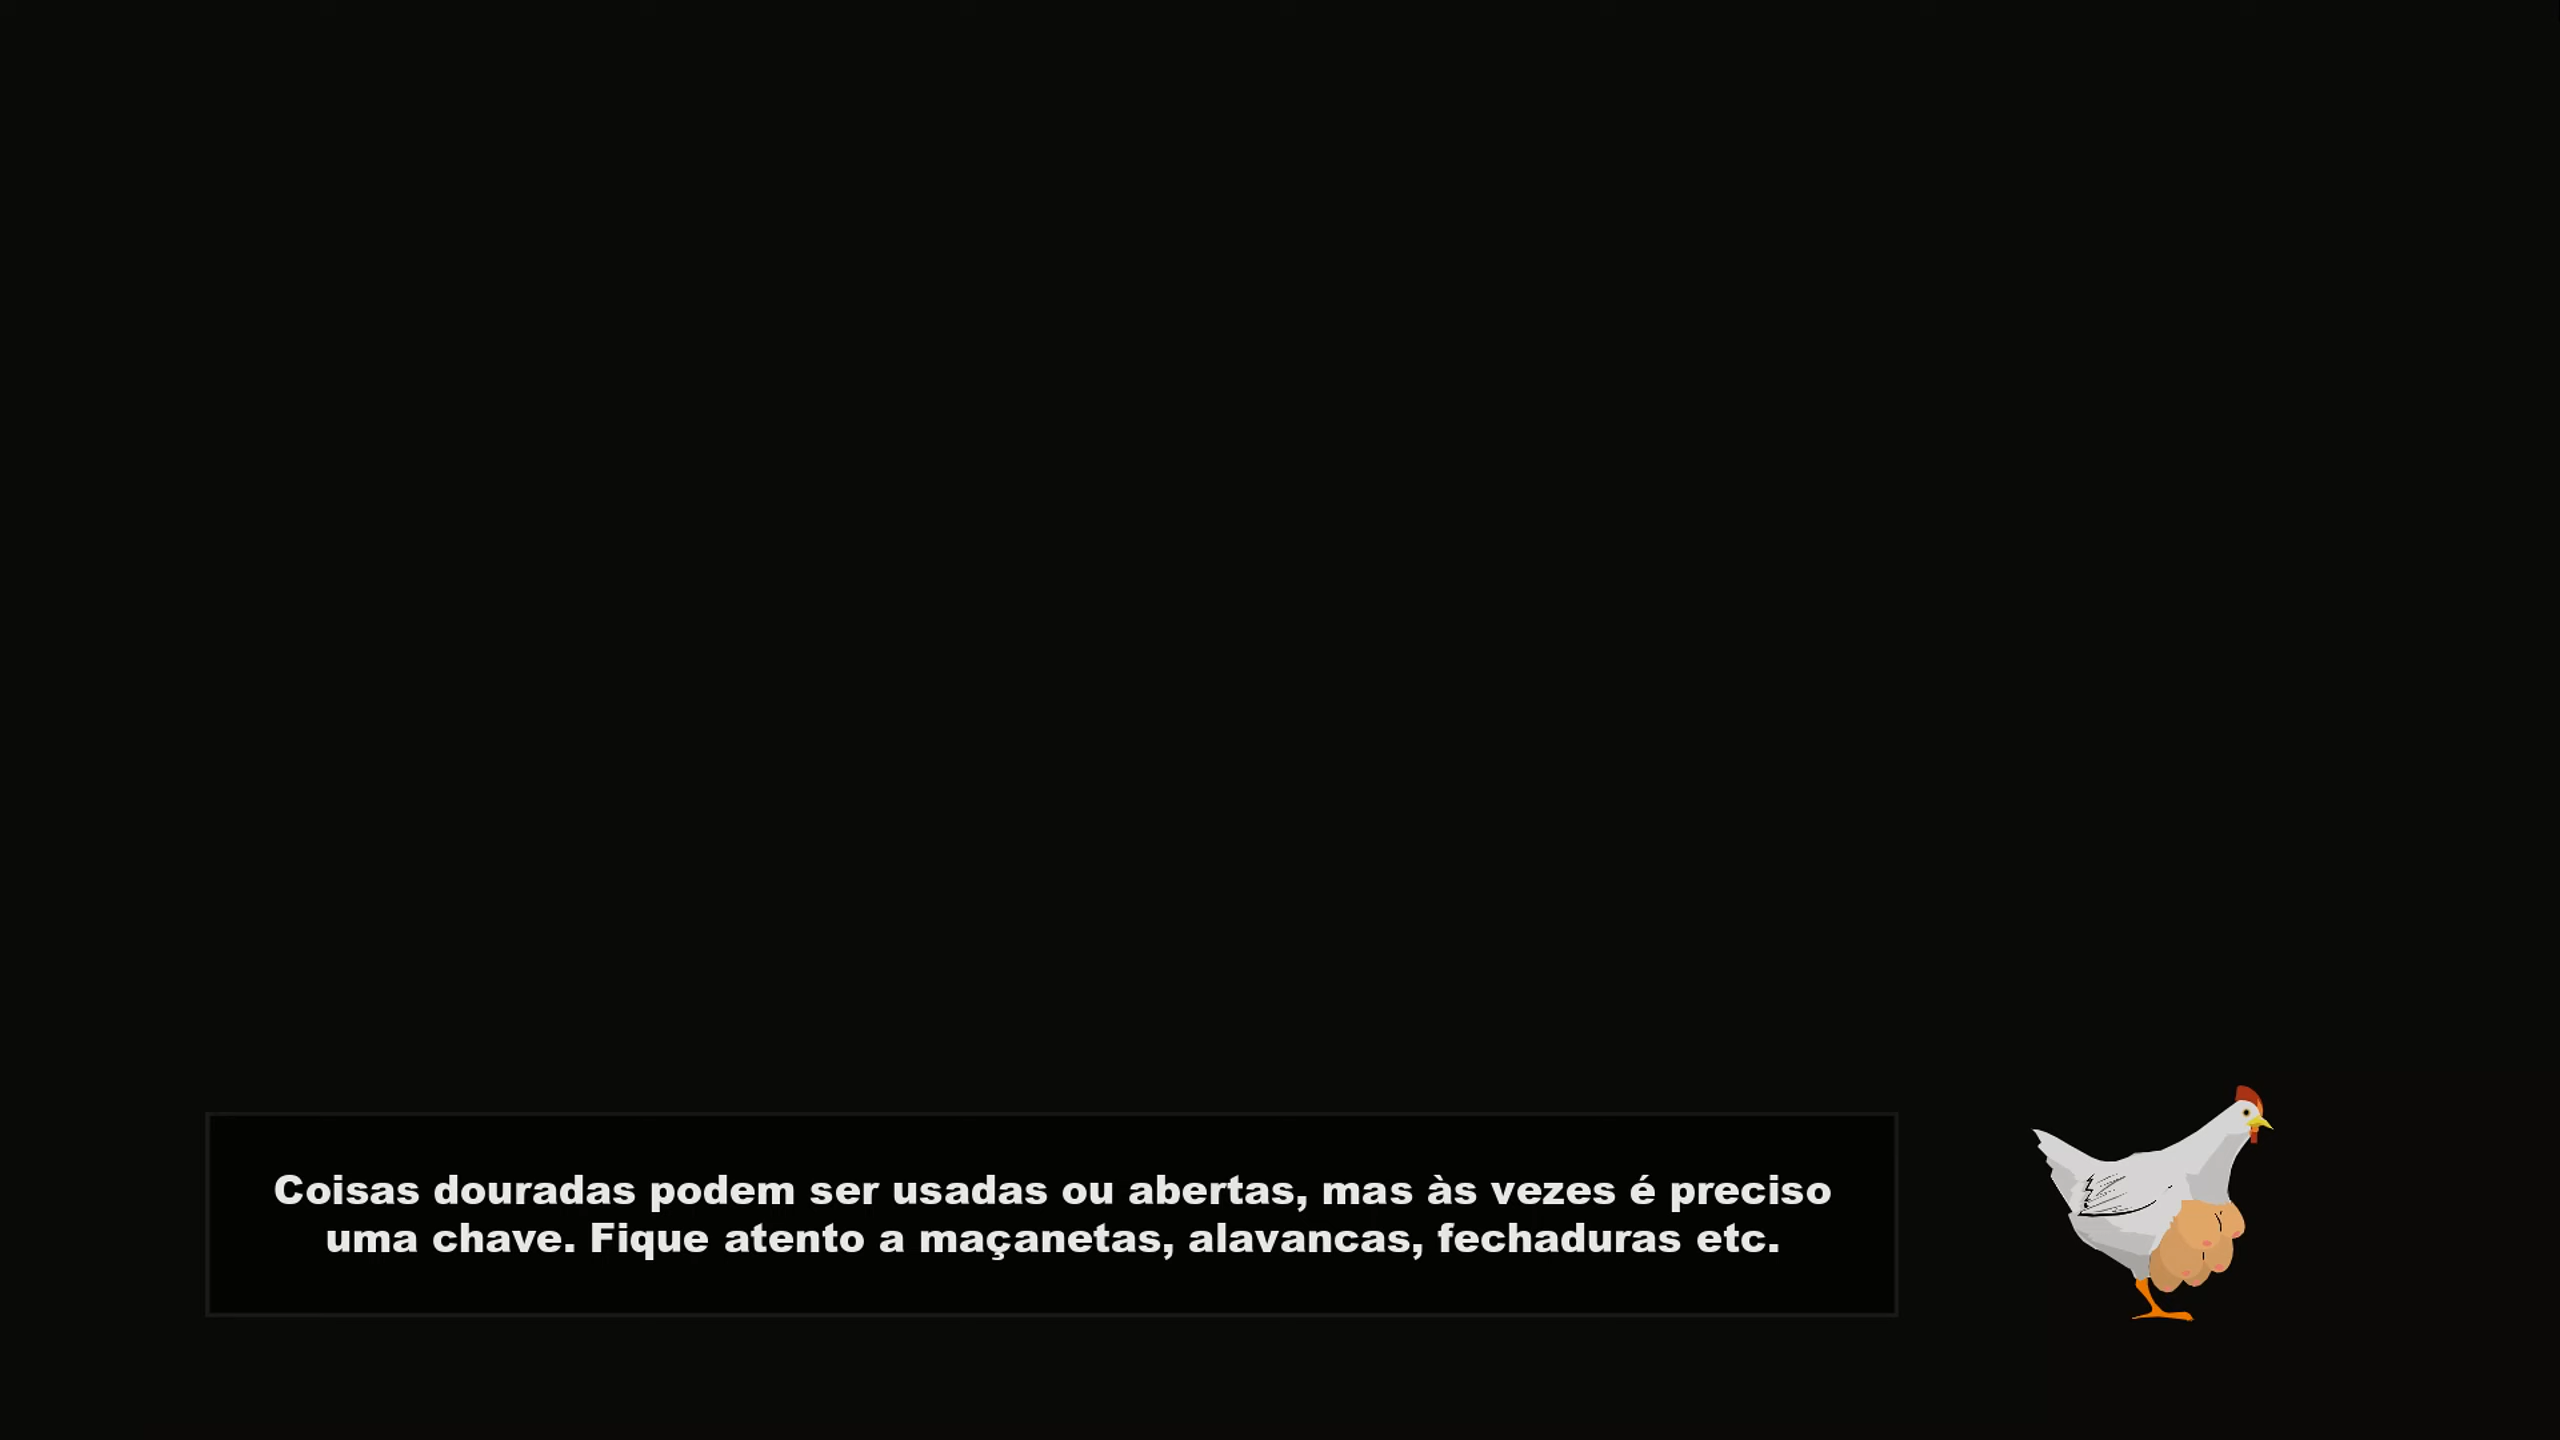 Coisas douradas podem ser usadas ou abertas, mas às vezes é preciso
uma chave. Fique atento a maçanetas, alavancas, fechaduras etc.